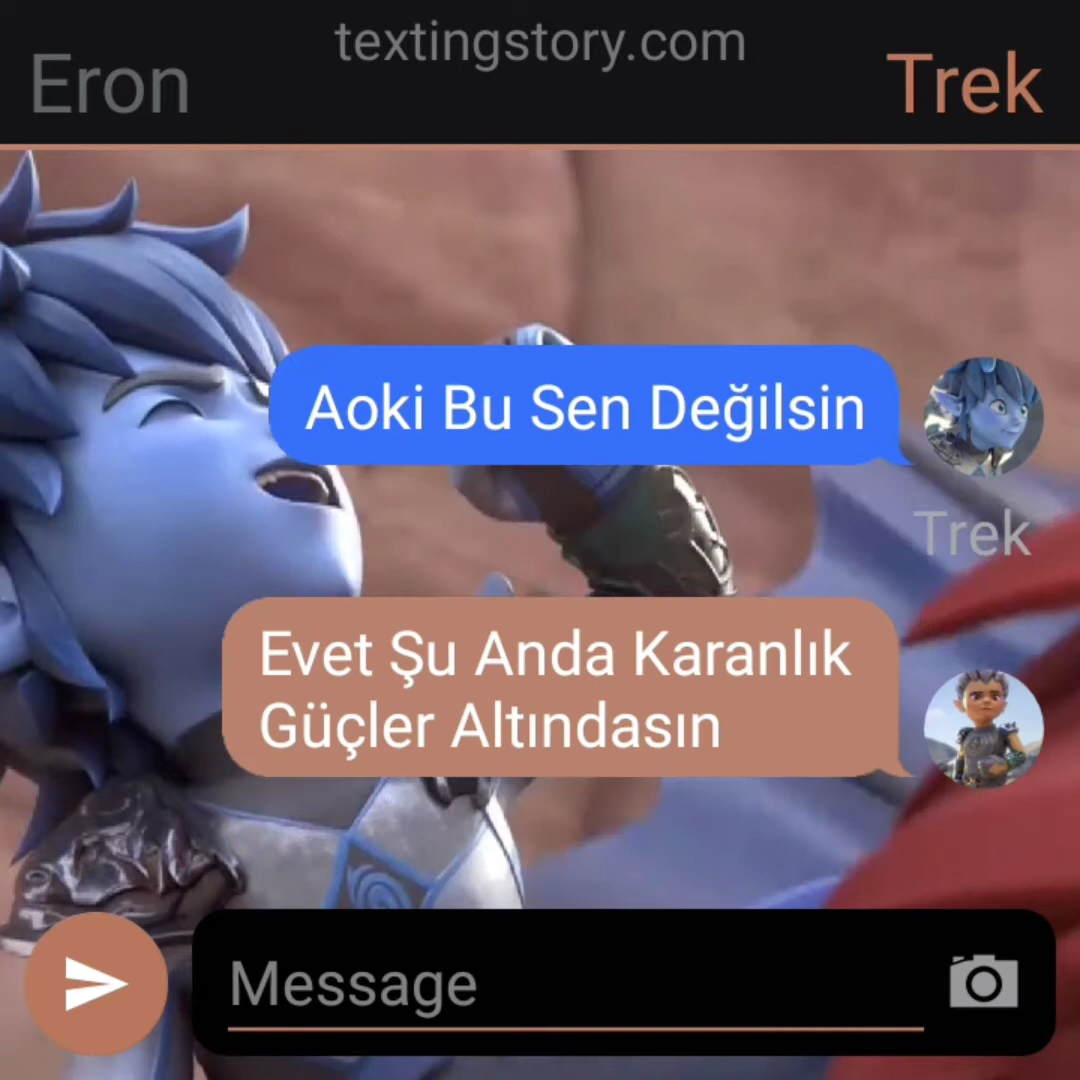 textingstory.com
Eron
Trek
Aoki Bu Sen Değilsin
Trek
Evet Şu Anda Karanlık
Güçler Altındasın
Message